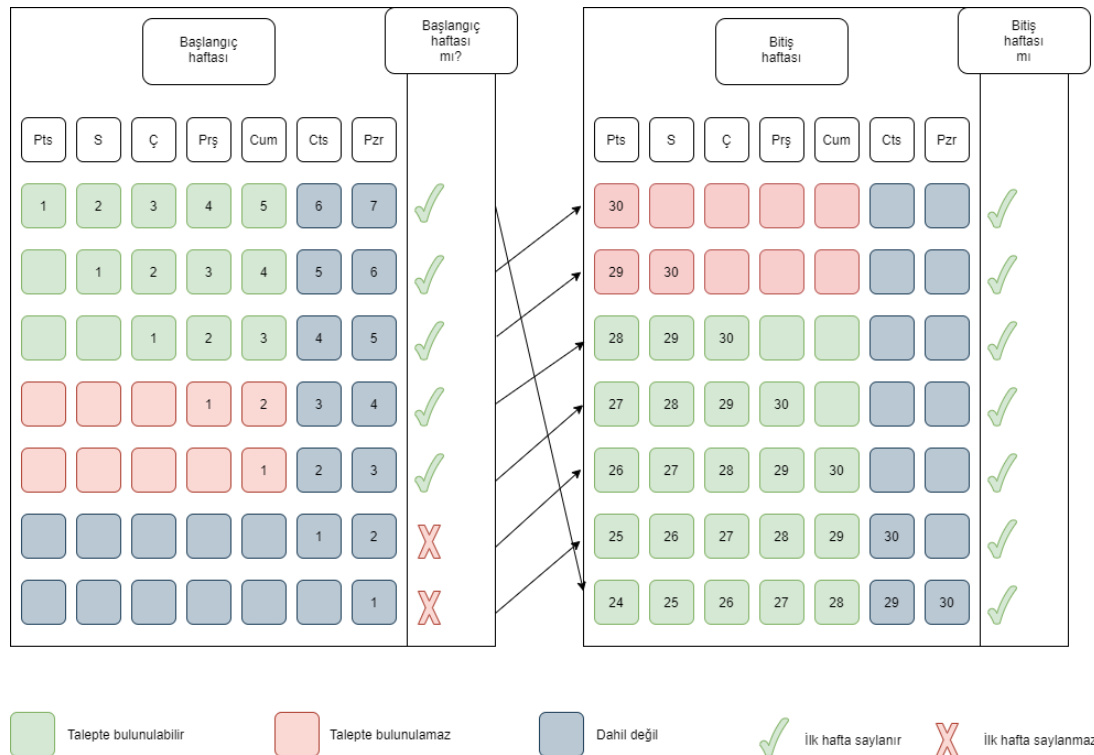 Başlangıç
haftası
Başlangıç
haftası
mı?
Bitiş
haftası
Bitiş
haftası
mı
Pts S Ç Prş Cum Cts Pzr
Pts S Ç Prş Cum Cts Pzr
1 2 3 4 5 6 7
30
1 2 3 4 5 6
29 30
1 2 3 4 5
28 29 30
1 2 3 4
27 28 29 30
1 2 3
26 27 28 29 30
1 2
25 26 27 28 29 30
1
24 25 26 27 28 29 30
Talepte bulunulabilir
Talepte bulunulamaz
Dahil değil
İlk hafta saylanır
İlk hafta saylanmaz